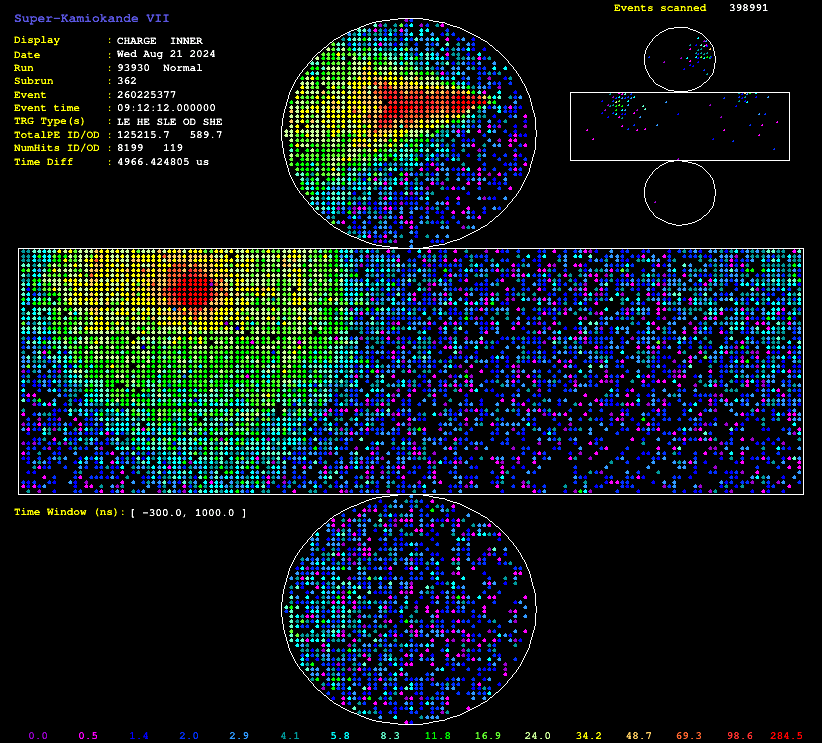 Super-Kamiokande VII
Events scanned 398991
Display : CHARGE INNER
Date : Wed Aug 21 2024
Run : 93930 Normal
Subrun : 362
Event : 260225377
Event time : 09:12:12.000000
TRG Type(s) : LE HE SLE OD SHE
TotalPE ID/OD : 125215.7 589.7
NumHits ID/OD : 8199 119
Time Diff : 4966.424805 us
Time Window (ns): [ -300.0, 1000.0 ]
0.0 0.5 1.4 2.0 2.9 4.1 5.8 8.3 11.8 16.9 24.0 34.2 48.7 69.3 98.6 284.5